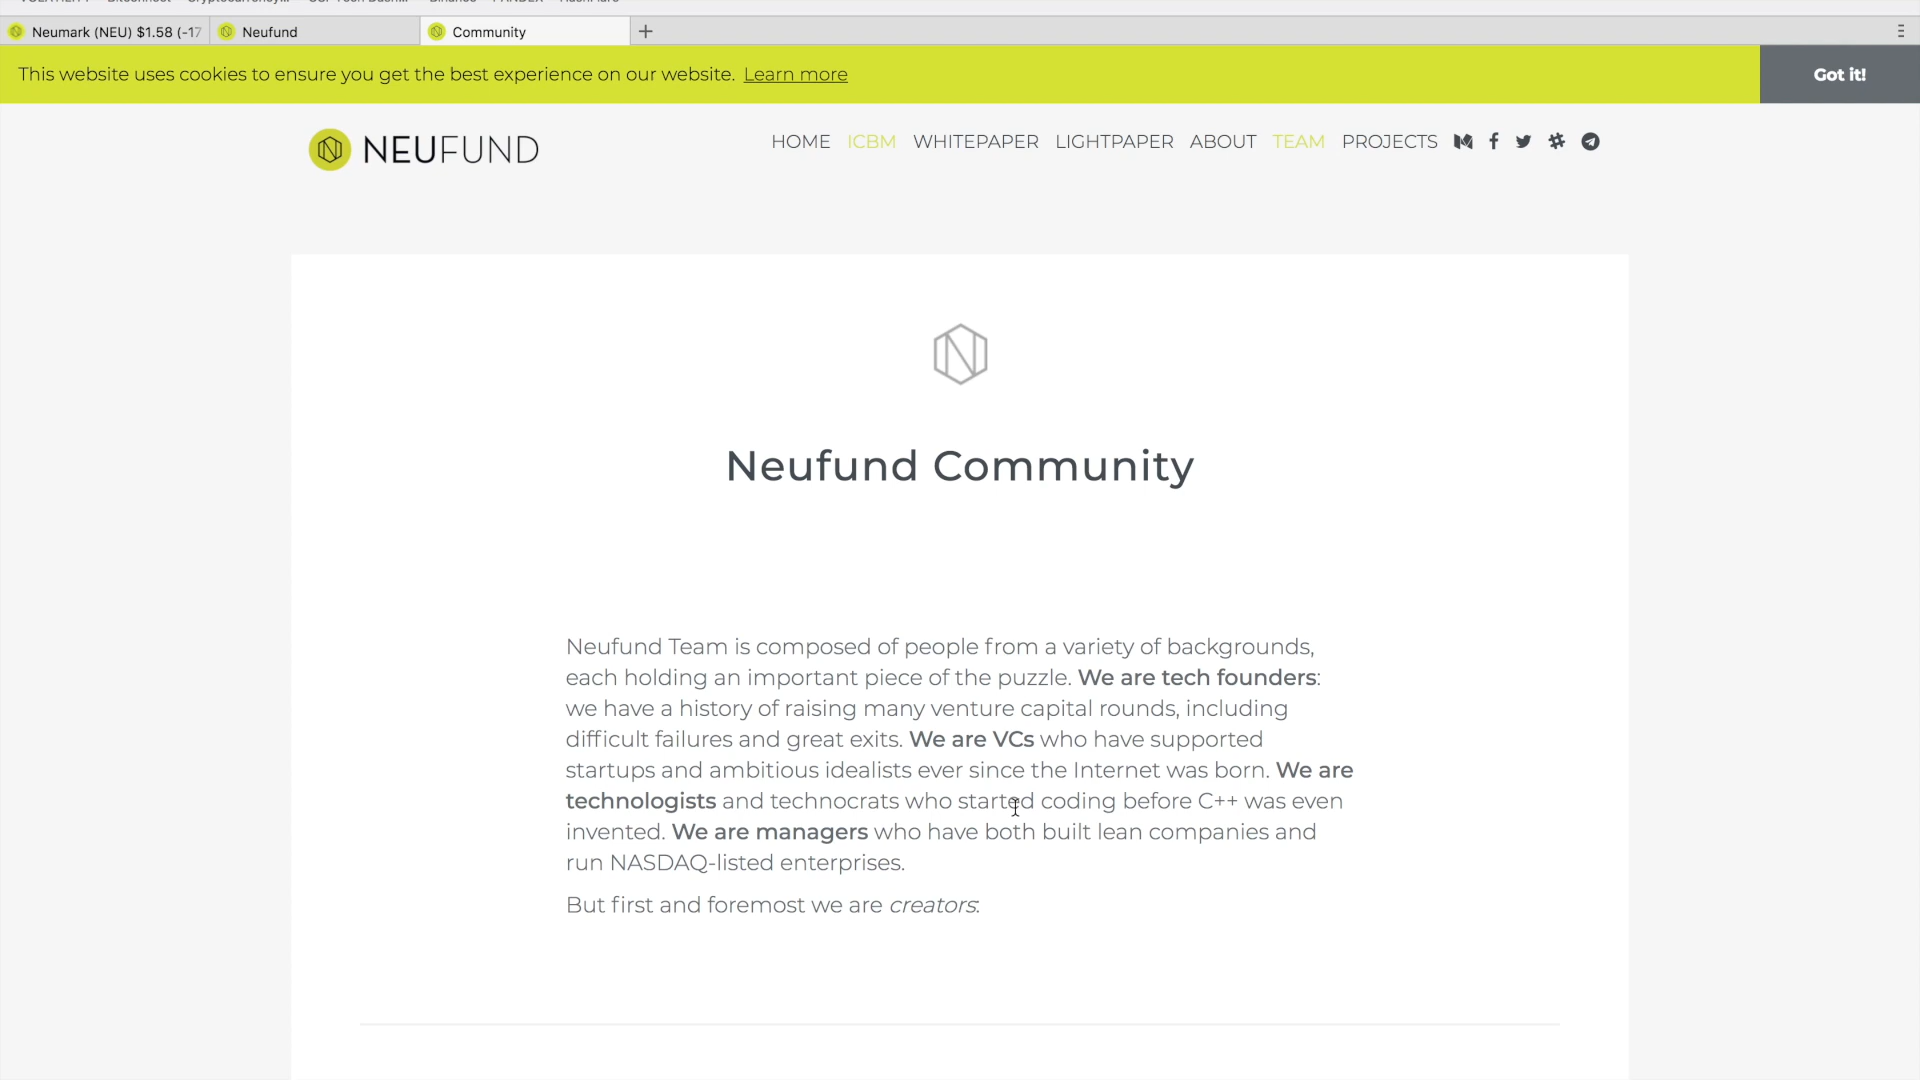 Neumark (NEU) $1.58 (-17
Neufund
Community
This website uses cookies to ensure you get the best experience on our website. Learn more
Got it!
NEUFUND
HOME ICBM WHITEPAPER LIGHTPAPER ABOUT TEAM PROJECTS
Neufund Community
Neufund Team is composed of people from a variety of backgrounds,
each holding an important piece of the puzzle. We are tech founders:
we have a history of raising many venture capital rounds, including
difficult failures and great exits. We are VCs who have supported
startups and ambitious idealists ever since the Internet was born. We are
technologists and technocrats who started coding before C++ was even
invented. We are managers who have both built lean companies and
run NASDAQ-listed enterprises.
But first and foremost we are creators: